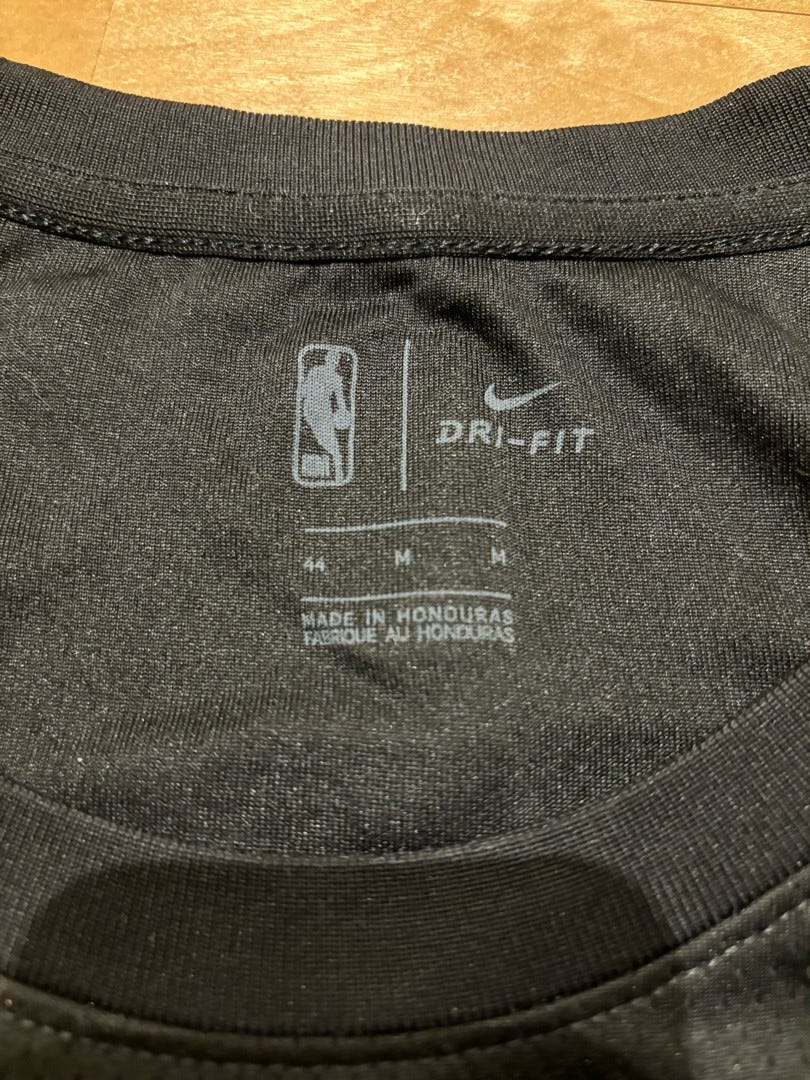 DRI-FIT
44 M M
MADE IN HONDURAS
FABRIQUE AU HONDURAS